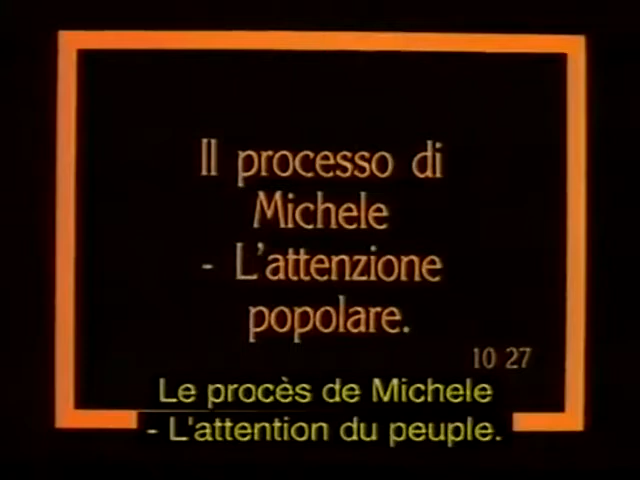 Il processo di
Michele
- L'attenzione
popolare.
10 27
Le procès de Michele
- L'attention du peuple.